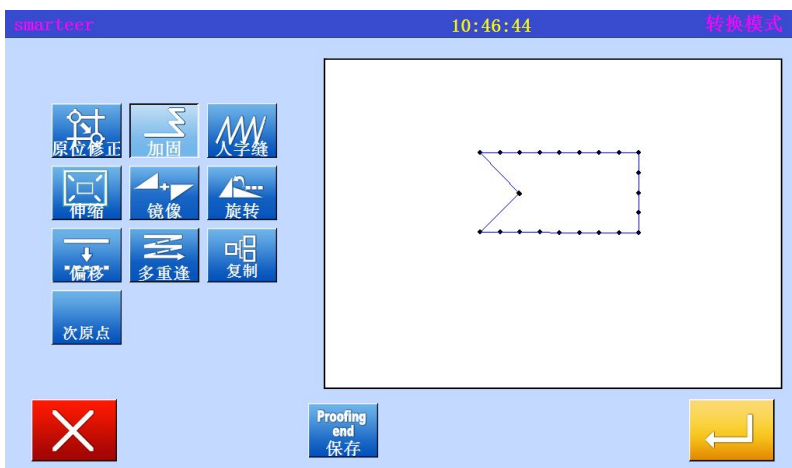 smarteer 10:46:44 转换模式
原位修正 加固 人字缝
伸缩 镜像 旋转
偏移 多重逢 复制
次原点
Proofing
end
保存